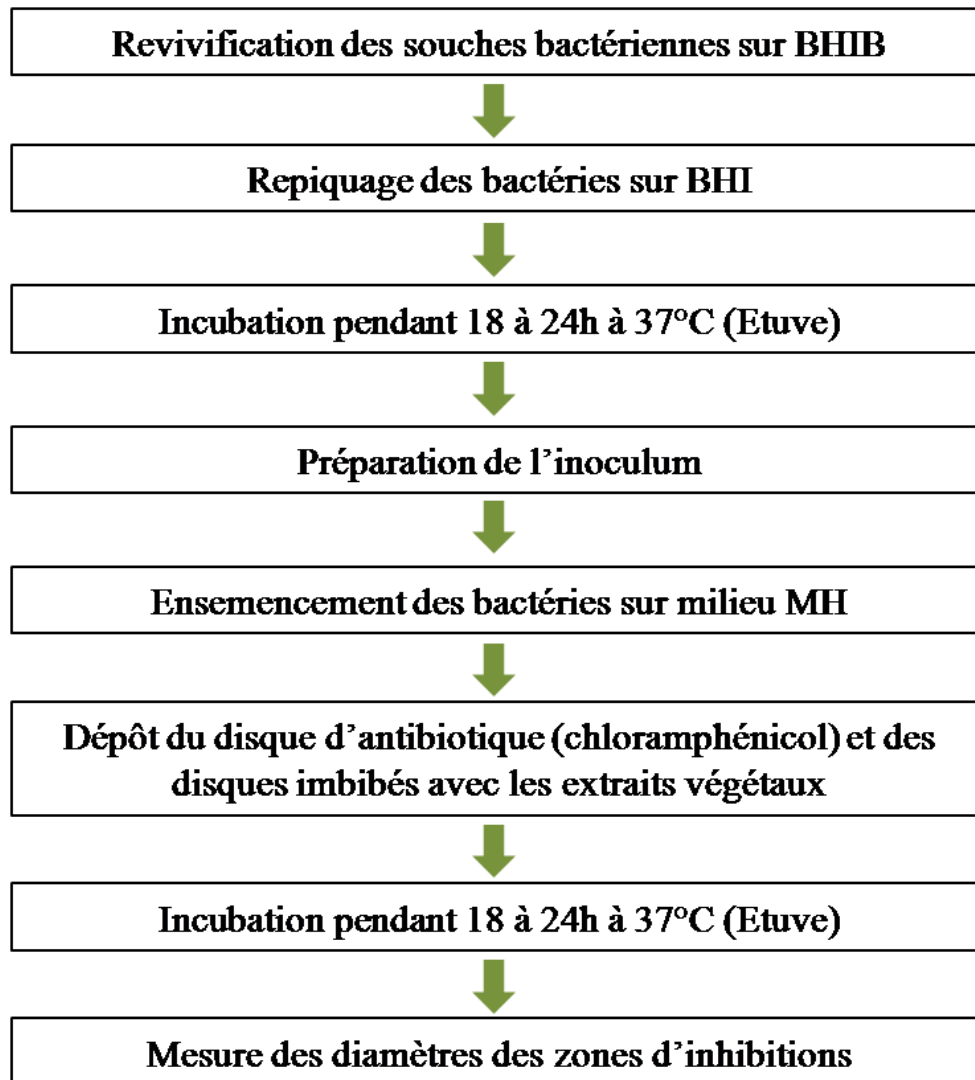 Revivification des souches bactériennes sur BHIB
Repiquage des bactéries sur BHI
Incubation pendant 18 à 24h à 37°C (Etuve)
Préparation de l’inoculum
Ensemencement des bactéries sur milieu MH
Dépôt du disque d’antibiotique (chloramphénicol) et des
disques imbibés avec les extraits végétaux
Incubation pendant 18 à 24h à 37°C (Etuve)
Mesure des diamètres des zones d’inhibitions